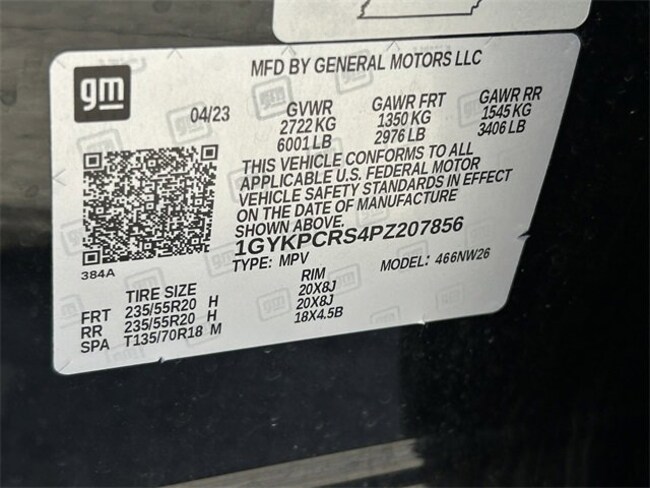 gm
MFD BY GENERAL MOTORS LLC
04/23
GVWR GAWR FRT GAWR RR
2722 KG 1350 KG 1545 KG
6001 LB 2976 LB 3406 LB
THIS VEHICLE CONFORMS TO ALL
APPLICABLE U.S. FEDERAL MOTOR
VEHICLE SAFETY STANDARDS IN EFFECT
ON THE DATE OF MANUFACTURE
SHOWN ABOVE.
1GYKPCRS4PZ207856
TYPE: MPV MODEL: 466NW26
384A
TIRE SIZE RIM
FRT 235/55R20 H 20X8J
RR 235/55R20 H 20X8J
SPA T135/70R18 M 18X4.5B